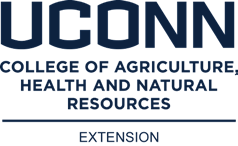 UCONN
COLLEGE OF AGRICULTURE,
HEALTH AND NATURAL
RESOURCES
EXTENSION